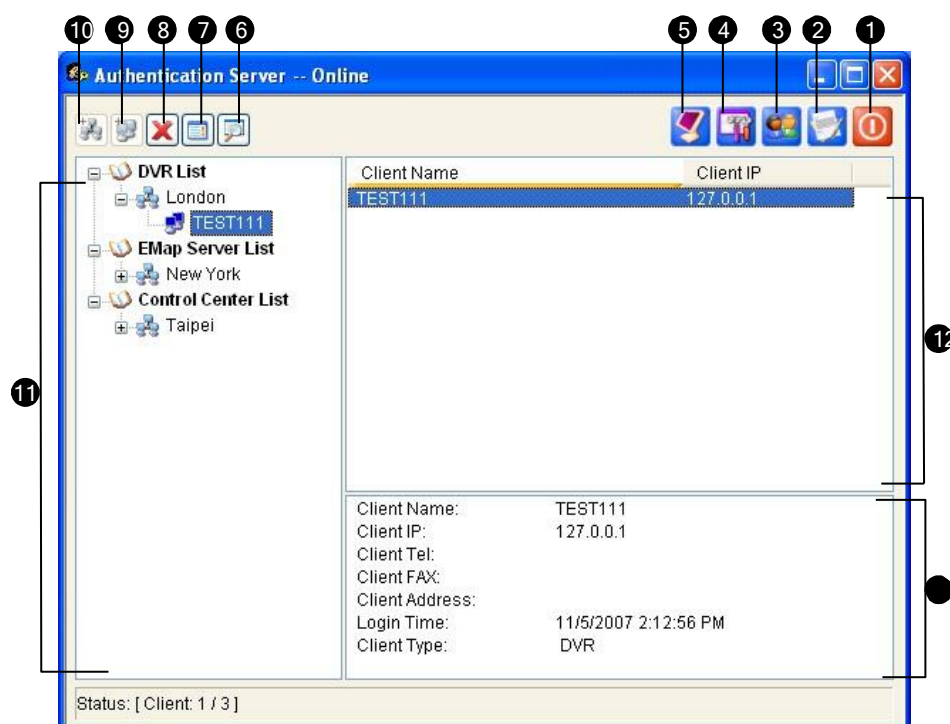 10 9 8 7 6 5 4 3 2 1
Authentication Server -- Online
DVR List
London
TEST111
EMap Server List
New York
Control Center List
Taipei
11
Client Name Client IP
TEST111 127.0.0.1
12
Client Name: TEST111
Client IP: 127.0.0.1
Client Tel:
Client FAX:
Client Address:
Login Time: 11/5/2007 2:12:56 PM
Client Type: DVR
Status: [ Client: 1 / 3 ]